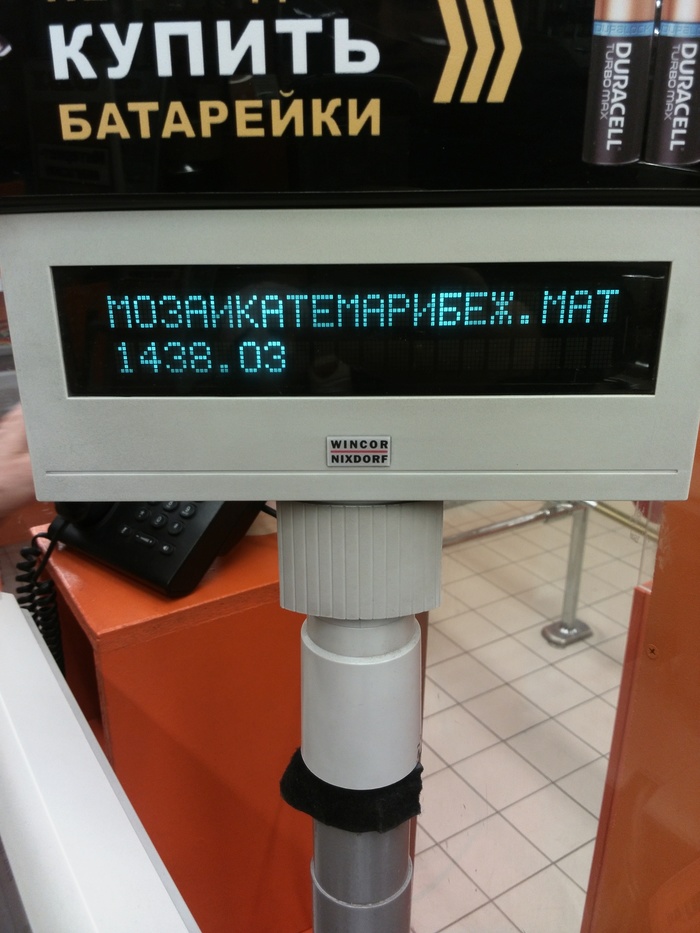 КУПИТЬ
БАТАРЕЙКИ
DURACELL
TURBO MAX
DURACELL
TURBO MAX
МОЗАИКАТЕМАРИБЕЖ.МАТ
1438.03
WINCOR
NIXDORF